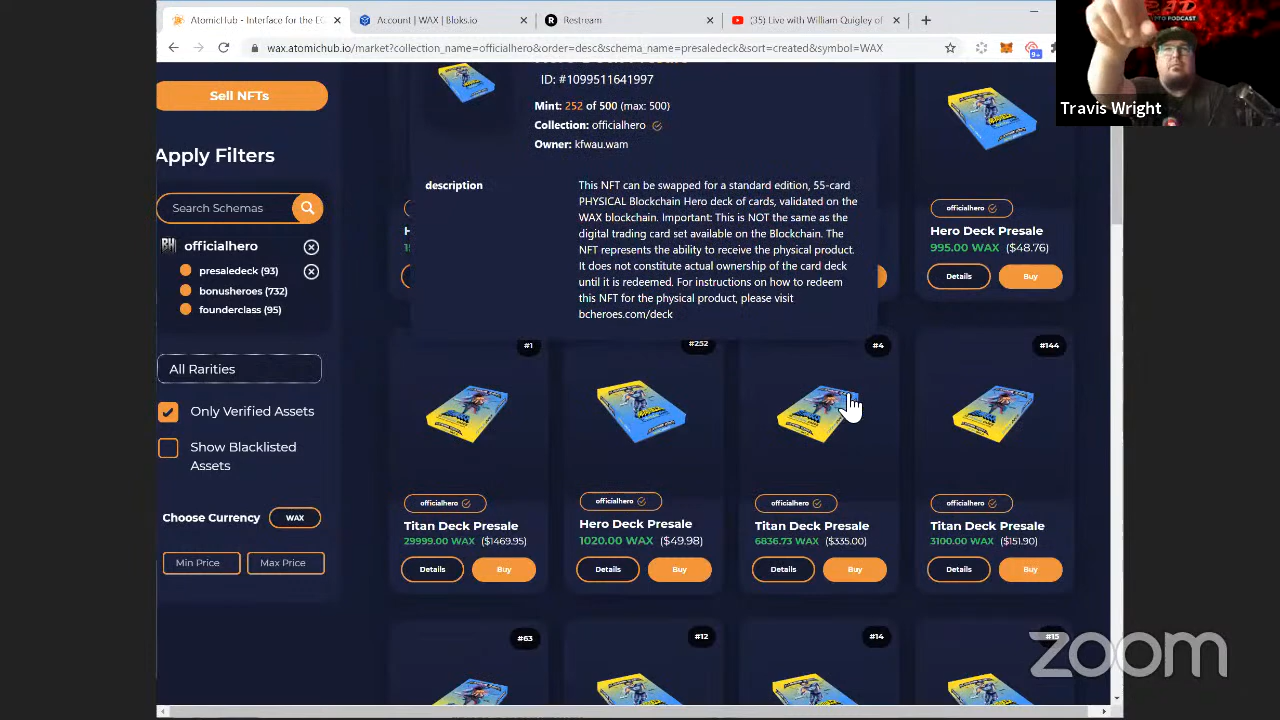 AtomicHub - Interface for the EO
Account | WAX | Bloks.io
Restream
(35) Live with William Quigley of
wax.atomichub.io/market?collection_name=officialhero&order=desc&schema_name=presaledeck&sort=created&symbol=WAX
9+
CRYPTO PODCAST
Travis Wright
Sell NFTs
Apply Filters
Search Schemas
BH officialhero
presaledeck (93)
bonusheroes (732)
founderclass (95)
All Rarities
Only Verified Assets
Show Blacklisted
Assets
Choose Currency
WAX
Min Price
Max Price
ID: #1099511641997
Mint: 252 of 500 (max: 500)
Collection: officialhero
Owner: kfwau.wam
description
This NFT can be swapped for a standard edition, 55-card
PHYSICAL Blockchain Hero deck of cards, validated on the
WAX blockchain. Important: This is NOT the same as the
digital trading card set available on the Blockchain. The
NFT represents the ability to receive the physical product.
It does not constitute actual ownership of the card deck
until it is redeemed. For instructions on how to redeem
this NFT for the physical product, please visit
bcheroes.com/deck
officialhero
Hero Deck Presale
995.00 WAX ($48.76)
Details
Buy
#1
officialhero
Titan Deck Presale
29999.00 WAX ($1469.95)
Details
Buy
#252
officialhero
Hero Deck Presale
1020.00 WAX ($49.98)
Details
Buy
#4
officialhero
Titan Deck Presale
6836.73 WAX ($335.00)
Details
Buy
#144
officialhero
Titan Deck Presale
3100.00 WAX ($151.90)
Details
Buy
#63
#12
#14
#15
zoom